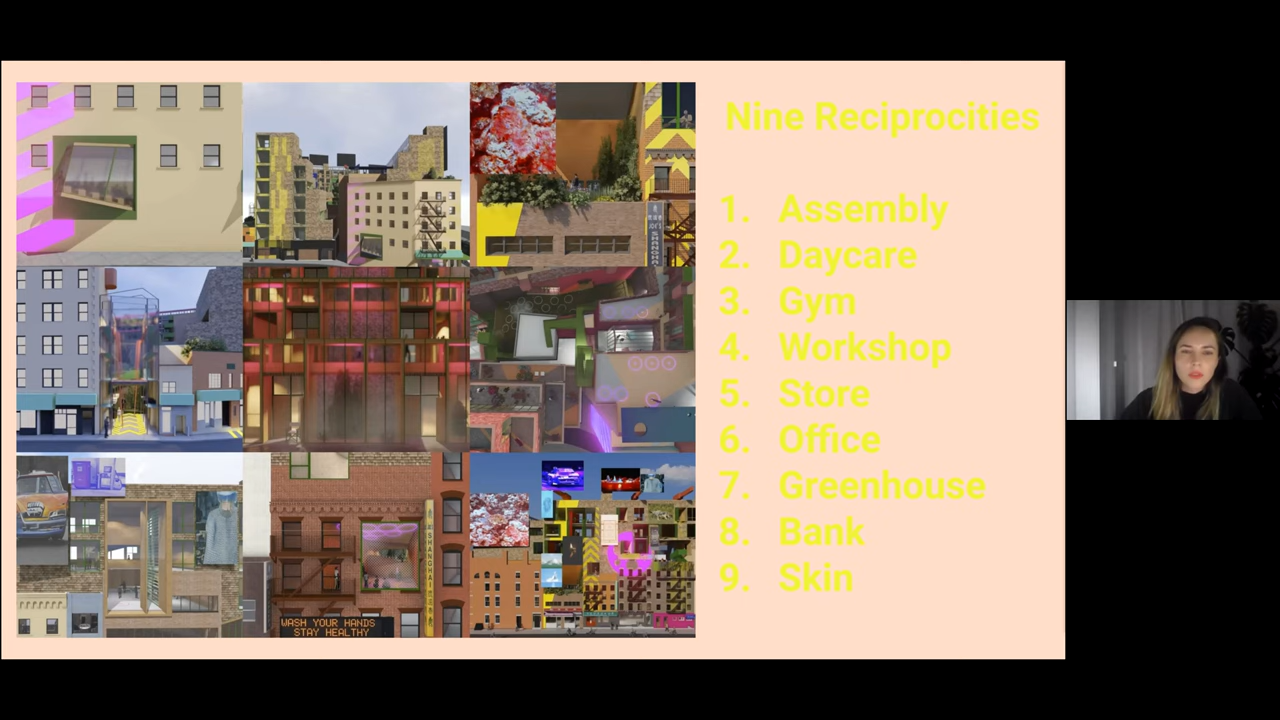 Nine Reciprocities
1. Assembly
2. Daycare
3. Gym
4. Workshop
5. Store
6. Office
7. Greenhouse
8. Bank
9. Skin
WASH YOUR HANDS
STAY HEALTHY